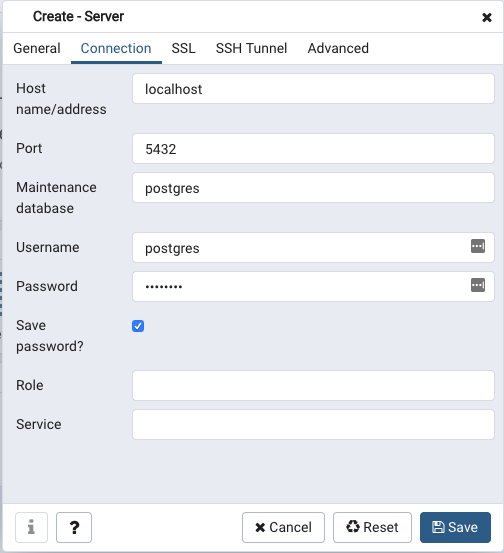 Create - Server
General Connection SSL SSH Tunnel Advanced
Host name/address
localhost
Port
5432
Maintenance database
postgres
Username
postgres
Password
••••••••
Save password?
Role
Service
i ? Cancel Reset Save